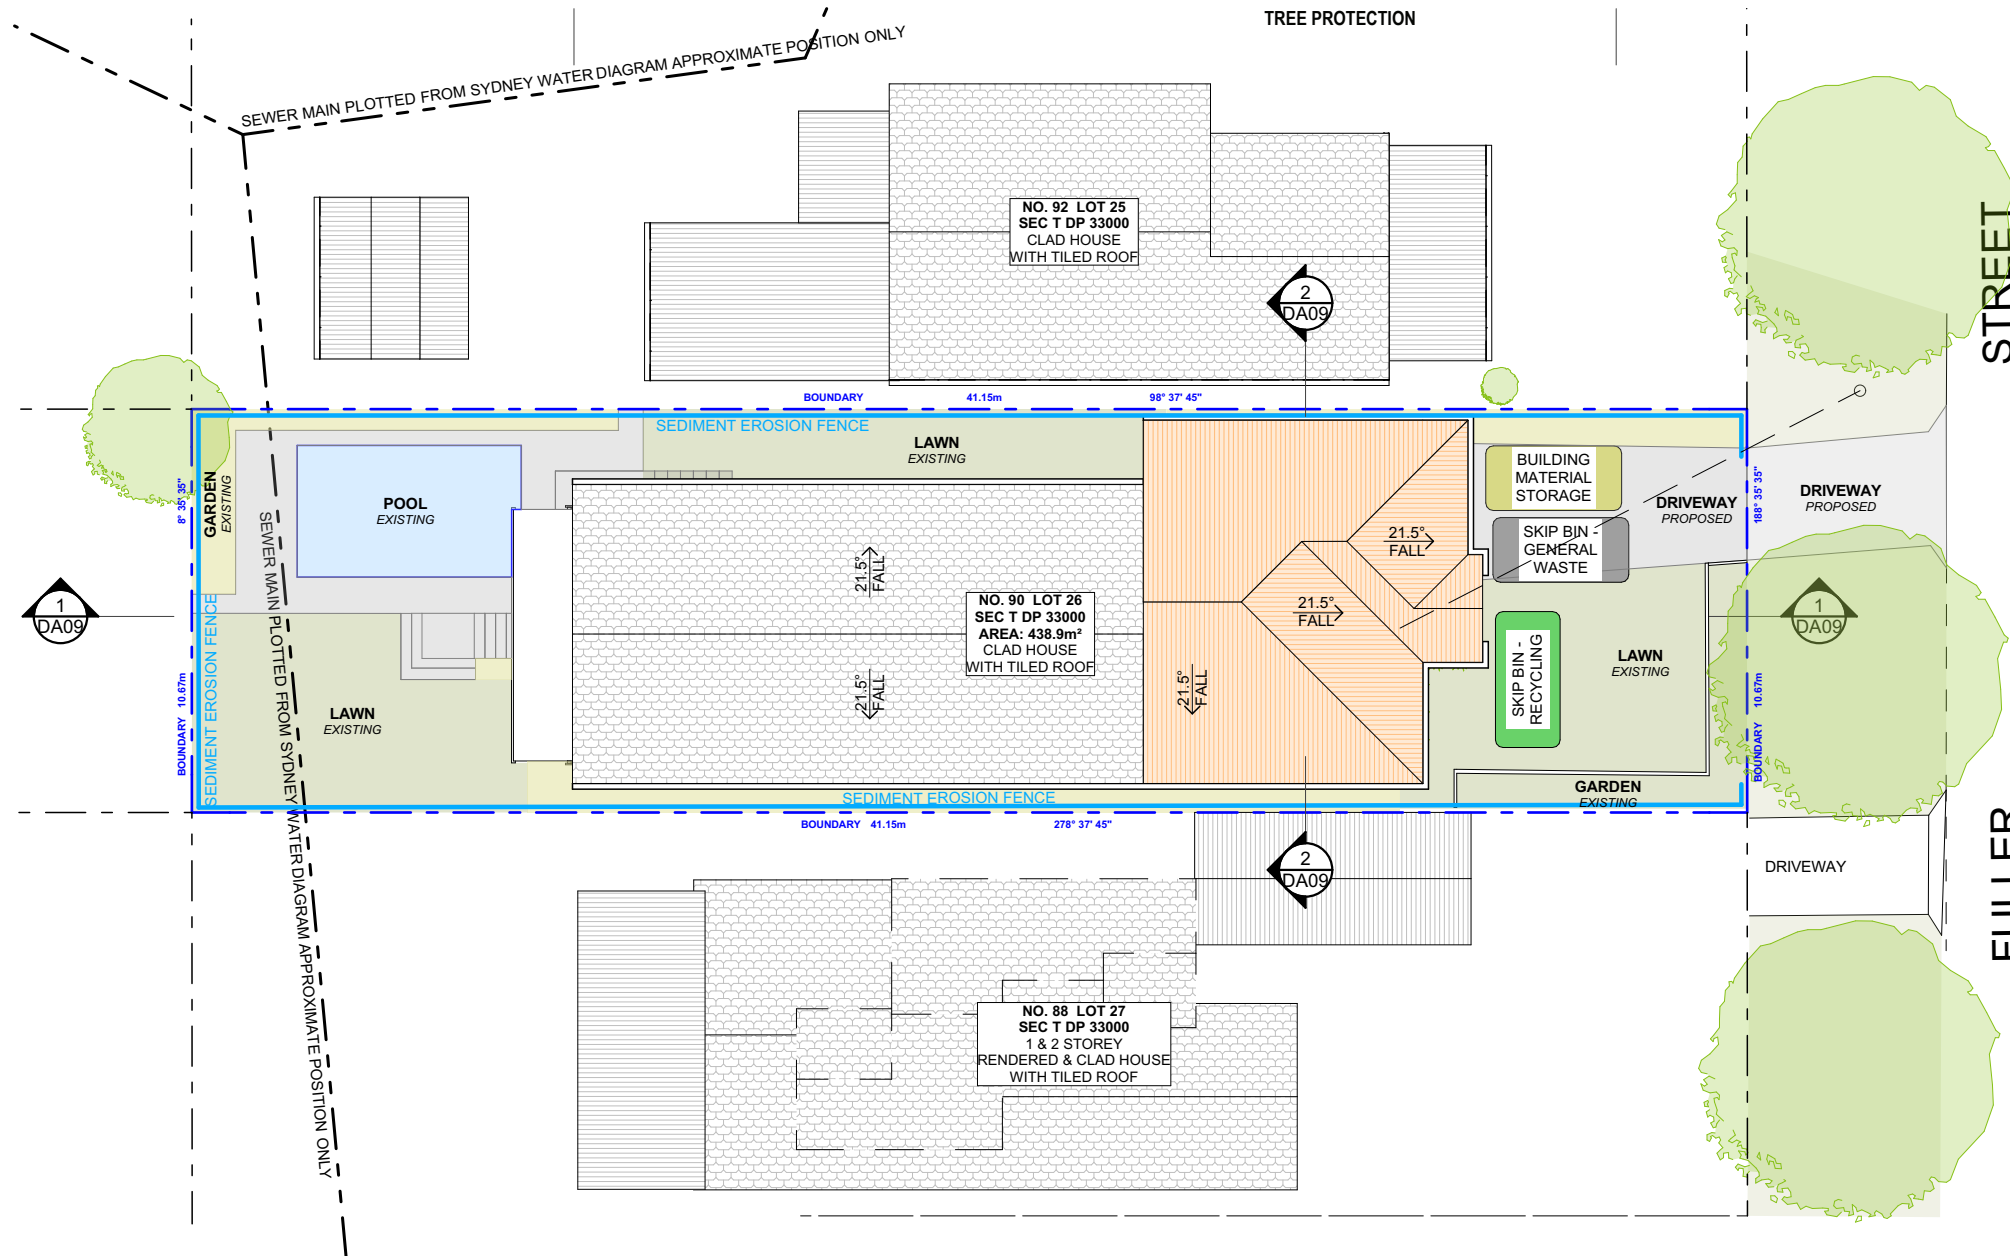 TREE PROTECTION
SEWER MAIN PLOTTED FROM SYDNEY WATER DIAGRAM APPROXIMATE POSITION ONLY
STREET
NO. 92 LOT 25
SEC T DP 33000
CLAD HOUSE
WITH TILED ROOF
2
DA09
BOUNDARY 41.15m 98° 37' 45"
SEDIMENT EROSION FENCE
LAWN
EXISTING
GARDEN
EXISTING
8° 35' 35"
POOL
EXISTING
BUILDING
MATERIAL
STORAGE
DRIVEWAY
PROPOSED
188° 35' 35"
DRIVEWAY
PROPOSED
SKIP BIN -
GENERAL
WASTE
21.5°
FALL
21.5°
FALL
21.5°
FALL
1
DA09
NO. 90 LOT 26
SEC T DP 33000
AREA: 438.9m²
CLAD HOUSE
WITH TILED ROOF
1
DA09
SKIP BIN -
RECYCLING
LAWN
EXISTING
21.5°
FALL
21.5°
FALL
BOUNDARY 10.67m
SEDIMENT EROSION FENCE
LAWN
EXISTING
SEWER MAIN PLOTTED FROM SYDNEY WATER DIAGRAM APPROXIMATE POSITION ONLY
BOUNDARY 10.67m
GARDEN
EXISTING
SEDIMENT EROSION FENCE
BOUNDARY 41.15m 278° 37' 45"
2
DA09
DRIVEWAY
FULLER
NO. 88 LOT 27
SEC T DP 33000
1 & 2 STOREY
RENDERED & CLAD HOUSE
WITH TILED ROOF